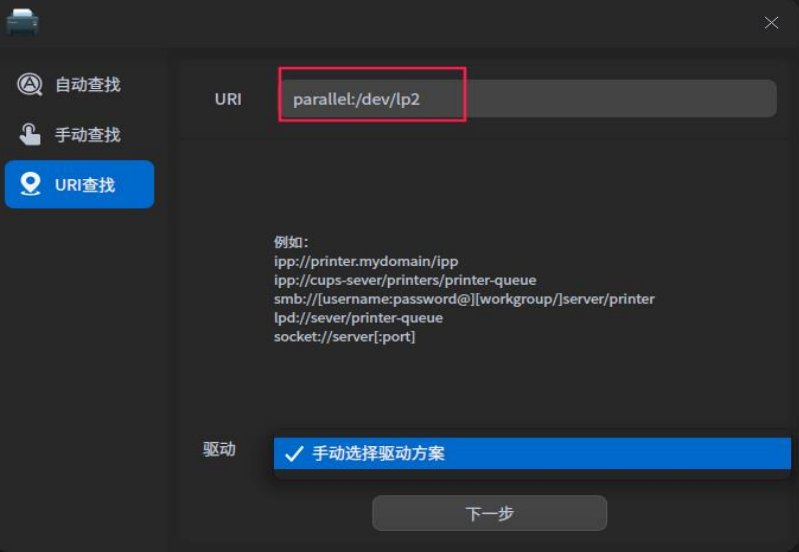 自动查找
手动查找
URI查找
URI
parallel:/dev/lp2
例如：
ipp://printer.mydomain/ipp
ipp://cups-sever/printers/printer-queue
smb://[username:password@][workgroup/]server/printer
lpd://sever/printer-queue
socket://server[:port]
驱动
手动选择驱动方案
下一步